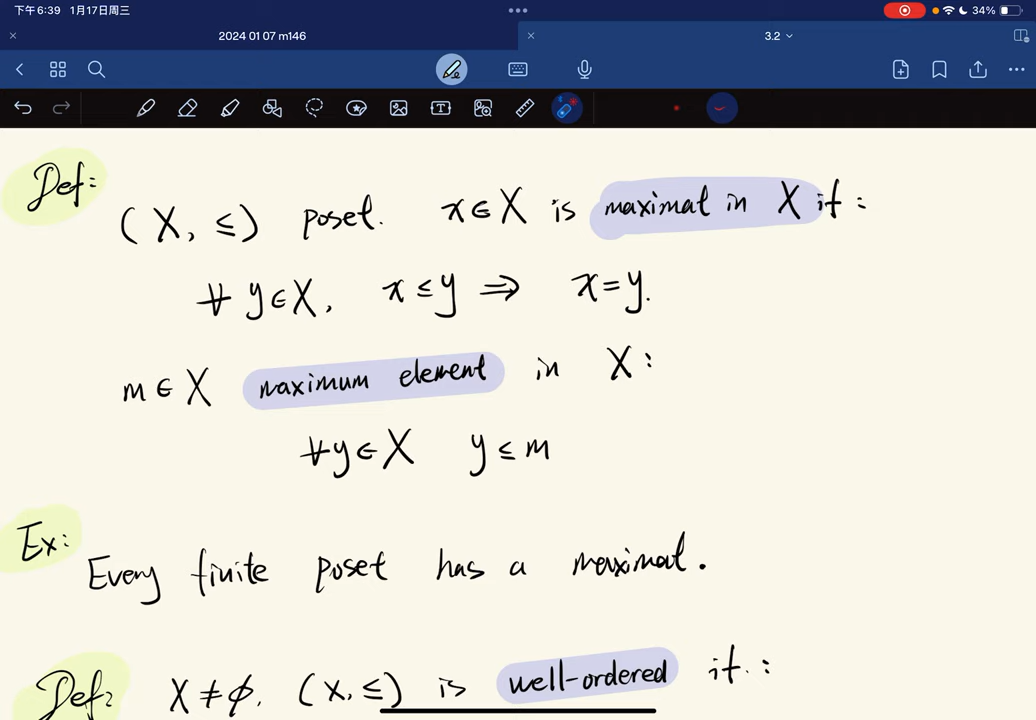 下午6:39 1月17日周三
34%
2024 01 07 m146
3.2
Def:
(X, ≤) poset. x∈X is maximal in X if :
∀ y∈X, x ≤ y ⇒ x = y.
m ∈ X maximum element in X :
∀y∈X y ≤ m
Ex:
Every finite poset has a maximal.
Def: X ≠ ϕ, (X, ≤) is well-ordered if :